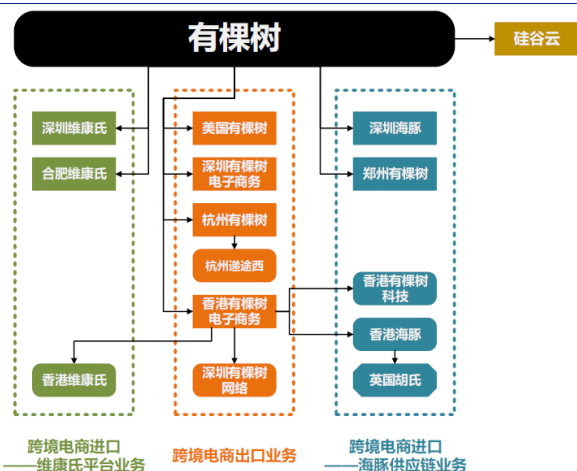 有棵树
硅谷云
深圳维康氏
美国有棵树
深圳海豚
合肥维康氏
深圳有棵树
电子商务
郑州有棵树
杭州有棵树
杭州递途西
香港有棵树
科技
香港有棵树
电子商务
香港海豚
香港维康氏
深圳有棵树
网络
英国胡氏
跨境电商进口
——维康氏平台业务
跨境电商出口业务
跨境电商进口
——海豚供应链业务